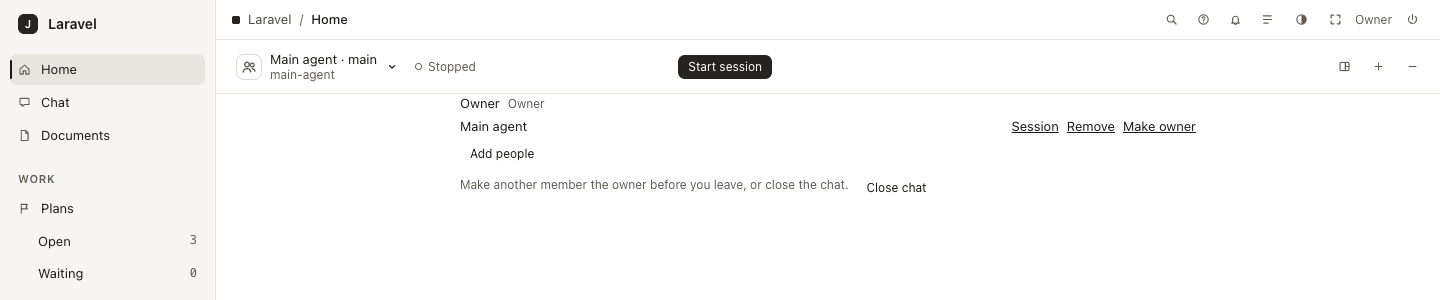 J Laravel
Laravel / Home
Owner
Home
Chat
Documents
WORK
Plans
Open 3
Waiting 0
Main agent · main
main-agent
Stopped
Start session
Owner Owner
Main agent
Session Remove Make owner
Add people
Make another member the owner before you leave, or close the chat. Close chat